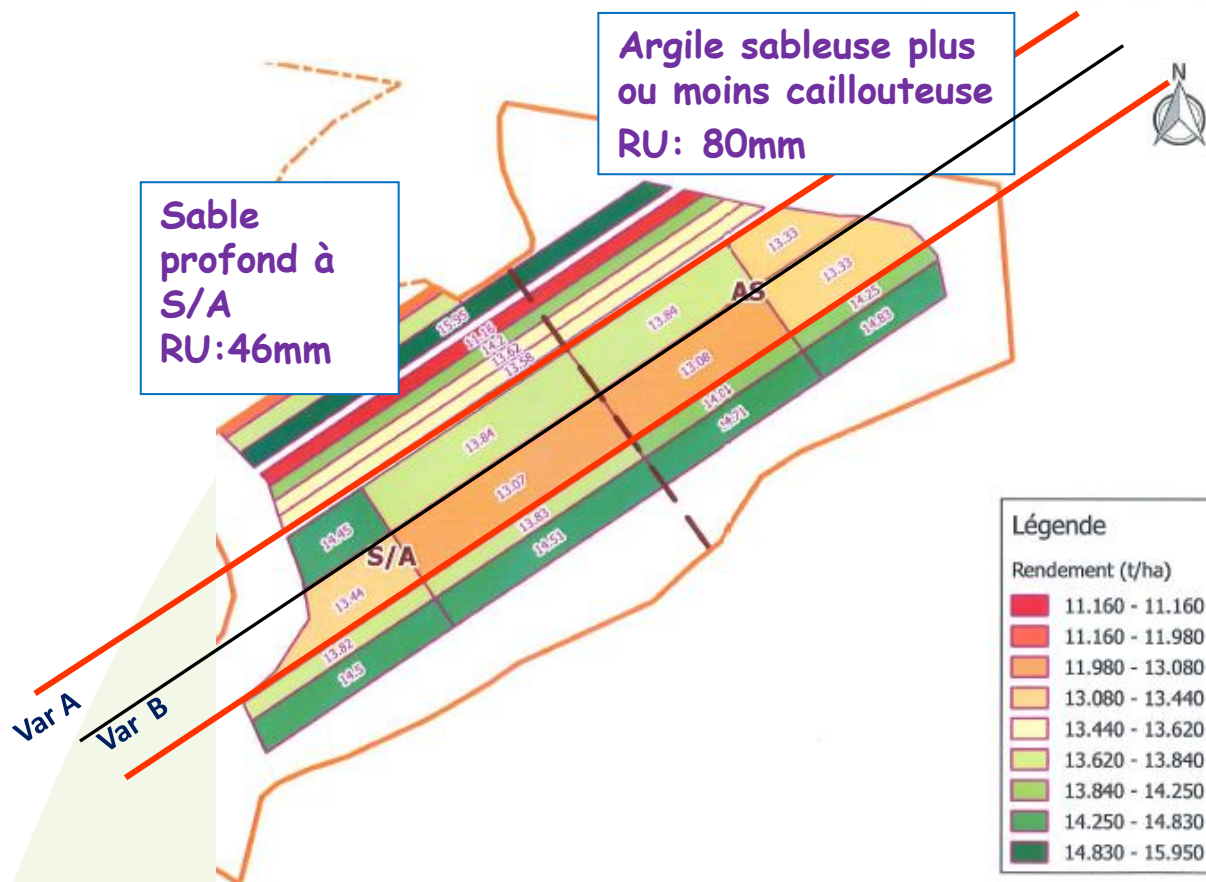 Argile sableuse plus
ou moins caillouteuse
RU: 80mm
N
Sable
profond à
S/A
RU:46mm
13.33
13.33
AS
14.25
14.83
15.95
11.16
14.2
13.62
13.58
13.84
13.08
14.01
14.71
13.84
13.07
13.83
14.51
14.45
S/A
13.44
13.82
14.5
Var A
Var B
Légende
Rendement (t/ha)
11.160 - 11.160
11.160 - 11.980
11.980 - 13.080
13.080 - 13.440
13.440 - 13.620
13.620 - 13.840
13.840 - 14.250
14.250 - 14.830
14.830 - 15.950